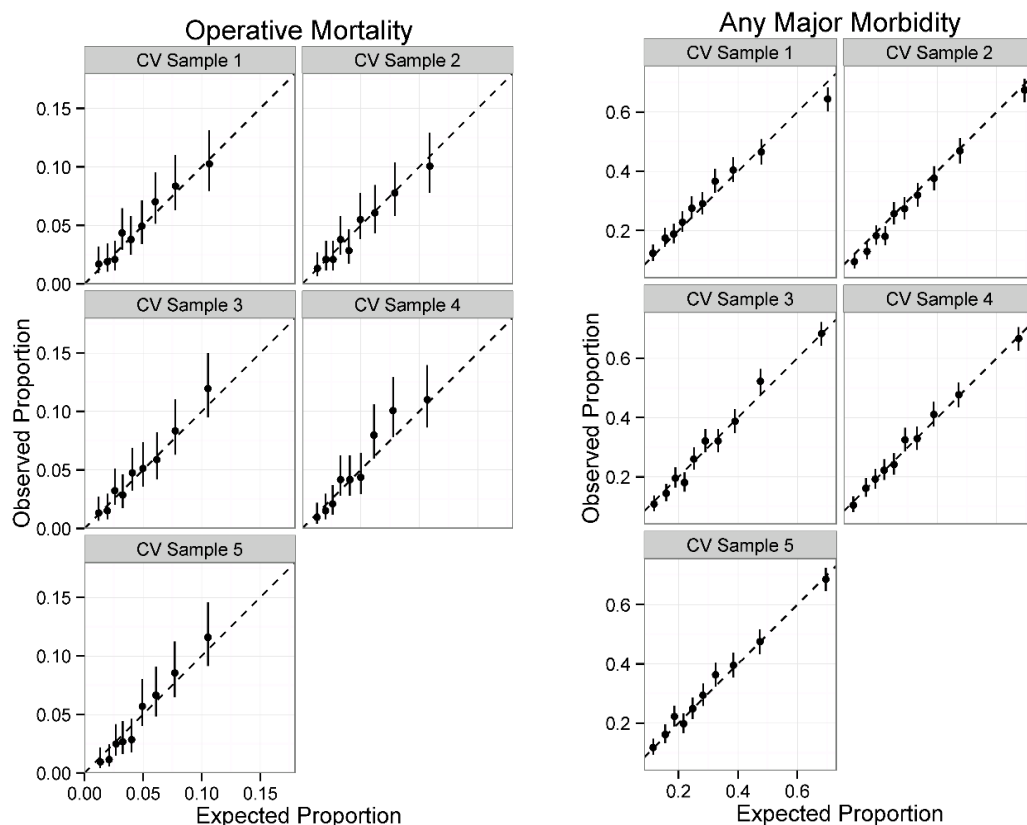 Operative Mortality
CV Sample 1
CV Sample 2
0.15
0.10
0.05
0.00
CV Sample 3
CV Sample 4
0.15
0.10
0.05
0.00
CV Sample 5
0.15
0.10
0.05
0.00
0.00 0.05 0.10 0.15
Observed Proportion
Expected Proportion
Any Major Morbidity
CV Sample 1
CV Sample 2
0.6
0.4
0.2
CV Sample 3
CV Sample 4
0.6
0.4
0.2
CV Sample 5
0.6
0.4
0.2
0.2 0.4 0.6
Observed Proportion
Expected Proportion